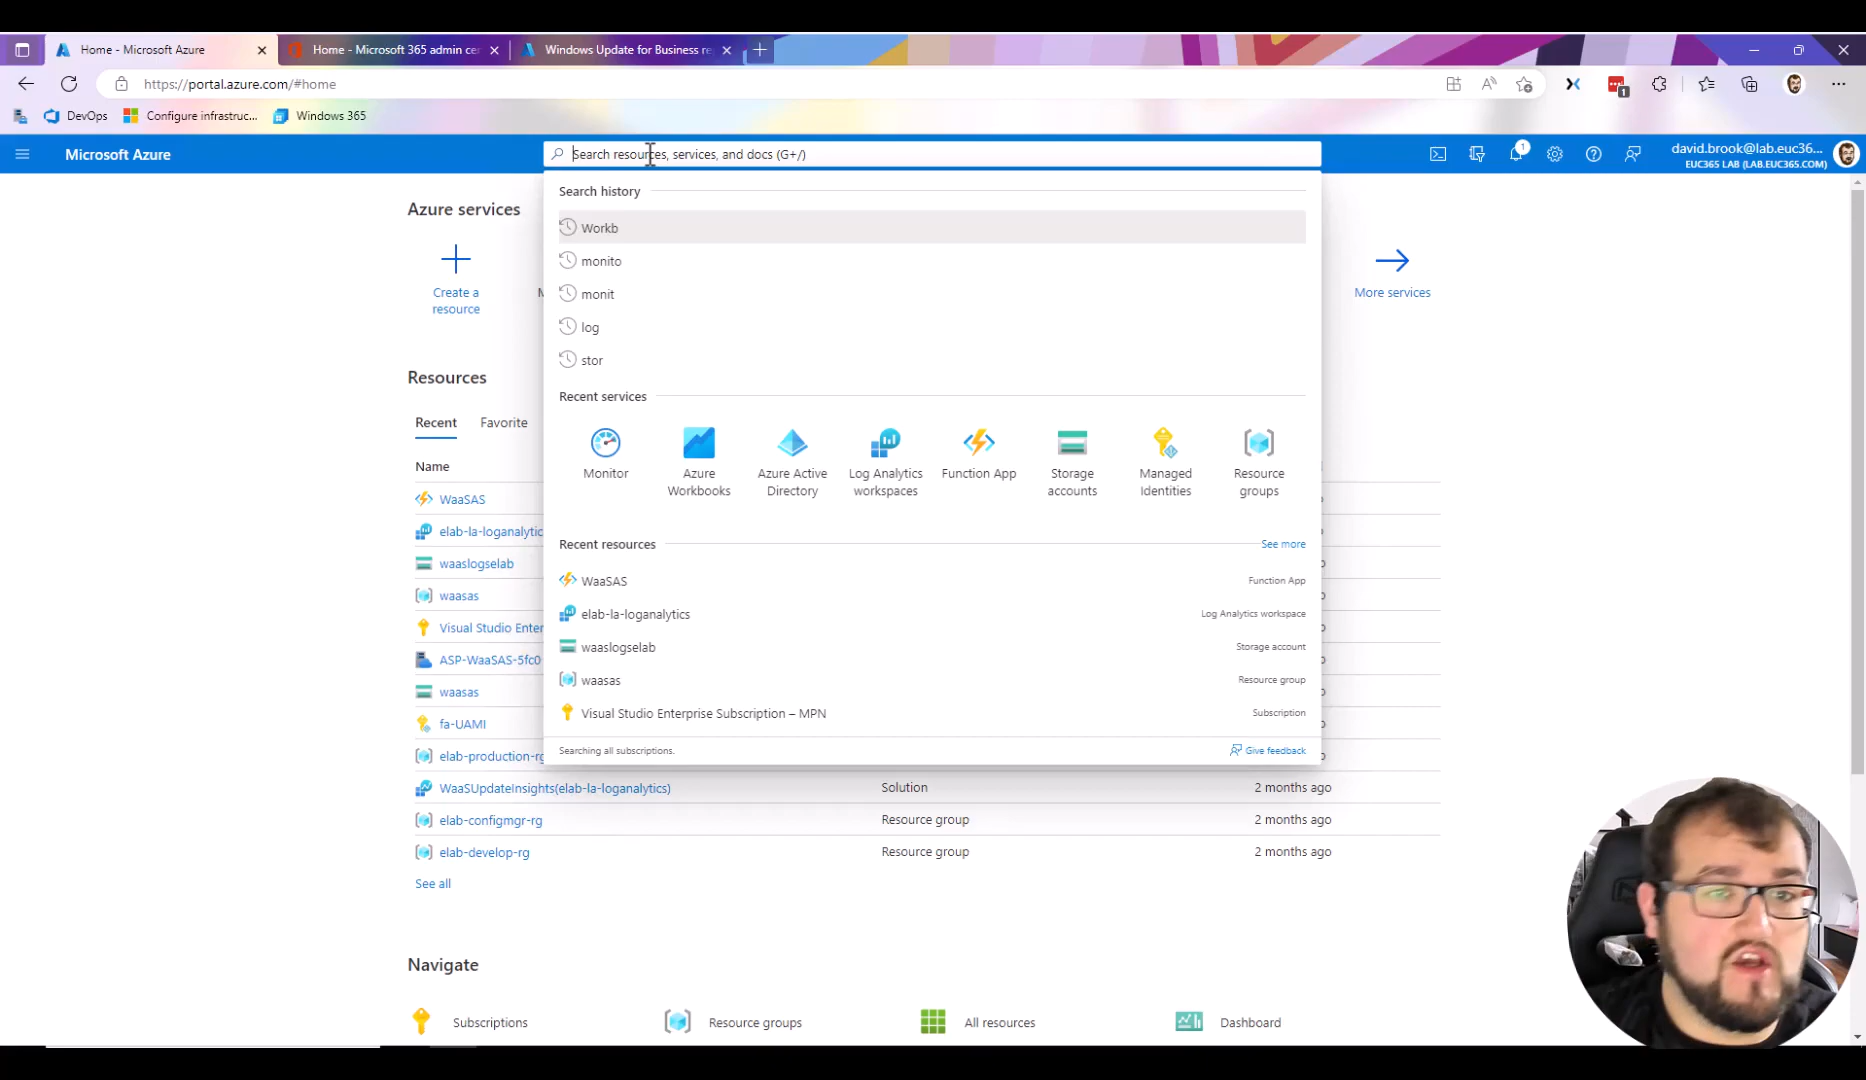 Home - Microsoft Azure
Home - Microsoft 365 admin cer
Windows Update for Business re
https://portal.azure.com/#home
1
DevOps
Configure infrastruc...
Windows 365
Microsoft Azure
Search resources, services, and docs (G+/)
1
david.brook@lab.euc36...
EUC365 LAB (LAB.EUC365.COM)
Azure services
Create a
resource
M
More services
Search history
Workb
monito
monit
log
stor
Recent services
Monitor
Azure
Workbooks
Azure Active
Directory
Log Analytics
workspaces
Function App
Storage
accounts
Managed
Identities
Resource
groups
Recent resources
See more
WaaSAS
Function App
elab-la-loganalytics
Log Analytics workspace
waaslogselab
Storage account
waasas
Resource group
Visual Studio Enterprise Subscription – MPN
Subscription
Searching all subscriptions.
Give feedback
Resources
Recent
Favorite
Name
WaaSAS
elab-la-loganalytic
waaslogselab
waasas
Visual Studio Enter
ASP-WaaSAS-5fc0
waasas
fa-UAMI
elab-production-rg
WaaSUpdateInsights(elab-la-loganalytics)
Solution
2 months ago
elab-configmgr-rg
Resource group
2 months ago
elab-develop-rg
Resource group
2 months ago
See all
Navigate
Subscriptions
Resource groups
All resources
Dashboard